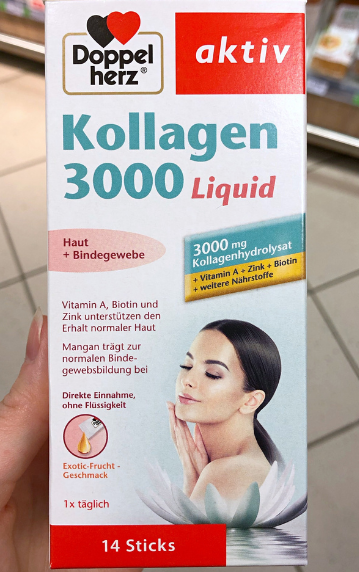 Doppel
herz®
aktiv
Kollagen
3000 Liquid
Haut
+ Bindegewebe
3000 mg
Kollagenhydrolysat
+ Vitamin A + Zink + Biotin
+ weitere Nährstoffe
Vitamin A, Biotin und
Zink unterstützen den
Erhalt normaler Haut
Mangan trägt zur
normalen Binde-
gewebsbildung bei
Direkte Einnahme,
ohne Flüssigkeit
Exotic-Frucht-
Geschmack
1x täglich
14 Sticks